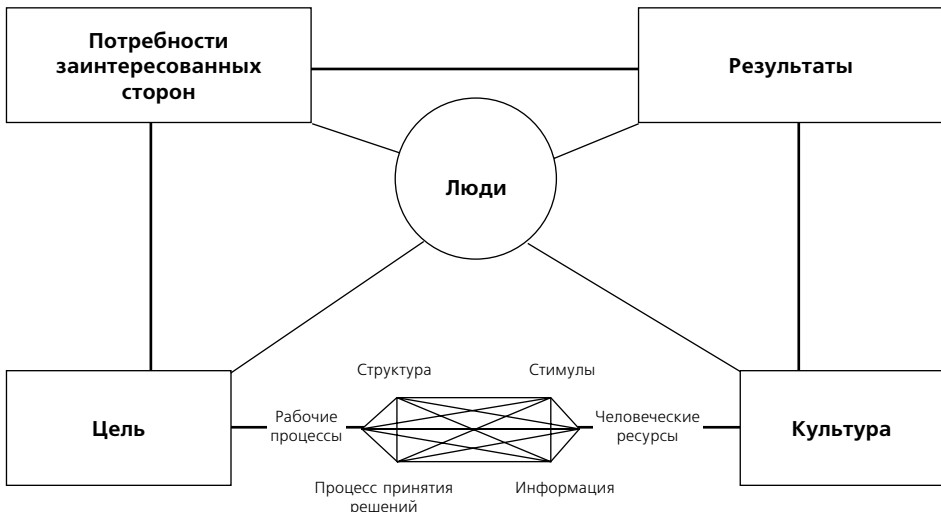 Потребности
заинтересованных
сторон
Результаты
Люди
Структура
Стимулы
Цель
Рабочие
процессы
Человеческие
ресурсы
Культура
Процесс принятия
решений
Информация